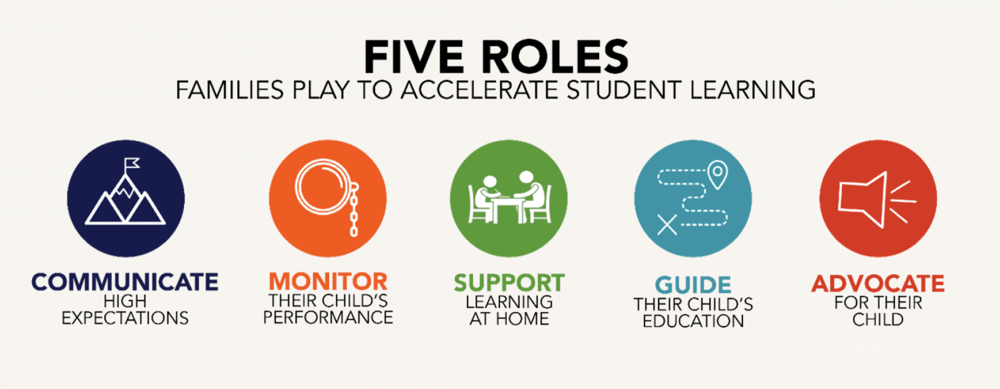 FIVE ROLES
FAMILIES PLAY TO ACCELERATE STUDENT LEARNING
COMMUNICATE
HIGH
EXPECTATIONS
MONITOR
THEIR CHILD'S
PERFORMANCE
SUPPORT
LEARNING
AT HOME
GUIDE
THEIR CHILD'S
EDUCATION
ADVOCATE
FOR THEIR
CHILD